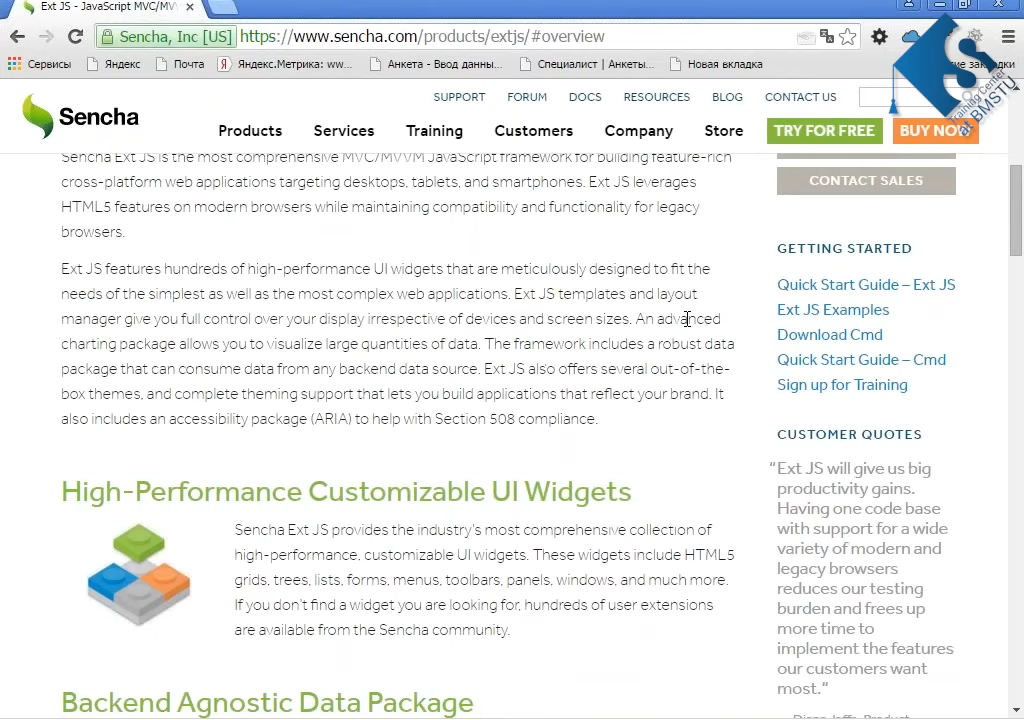 Ext JS - JavaScript MVC/MV
Sencha, Inc [US] https://www.sencha.com/products/extjs/#overview
Сервисы Яндекс Почта Яндекс.Метрика: ww... Анкета - Ввод данны... Специалист | Анкеты... Новая вкладка закладки
Training Center
at BMSTU
SUPPORT FORUM DOCS RESOURCES BLOG CONTACT US
Sencha
Products Services Training Customers Company Store TRY FOR FREE BUY NOW
Sencha Ext JS is the most comprehensive MVC/MVVM JavaScript framework for building feature-rich
cross-platform web applications targeting desktops, tablets, and smartphones. Ext JS leverages
HTML5 features on modern browsers while maintaining compatibility and functionality for legacy
browsers.
Ext JS features hundreds of high-performance UI widgets that are meticulously designed to fit the
needs of the simplest as well as the most complex web applications. Ext JS templates and layout
manager give you full control over your display irrespective of devices and screen sizes. An advanced
charting package allows you to visualize large quantities of data. The framework includes a robust data
package that can consume data from any backend data source. Ext JS also offers several out-of-the-
box themes, and complete theming support that lets you build applications that reflect your brand. It
also includes an accessibility package (ARIA) to help with Section 508 compliance.
High-Performance Customizable UI Widgets
Sencha Ext JS provides the industry's most comprehensive collection of
high-performance, customizable UI widgets. These widgets include HTML5
grids, trees, lists, forms, menus, toolbars, panels, windows, and much more.
If you don't find a widget you are looking for, hundreds of user extensions
are available from the Sencha community.
Backend Agnostic Data Package
CONTACT SALES
GETTING STARTED
Quick Start Guide – Ext JS
Ext JS Examples
Download Cmd
Quick Start Guide – Cmd
Sign up for Training
CUSTOMER QUOTES
“Ext JS will give us big
productivity gains.
Having one code base
with support for a wide
variety of modern and
legacy browsers
reduces our testing
burden and frees up
more time to
implement the features
our customers want
most.”